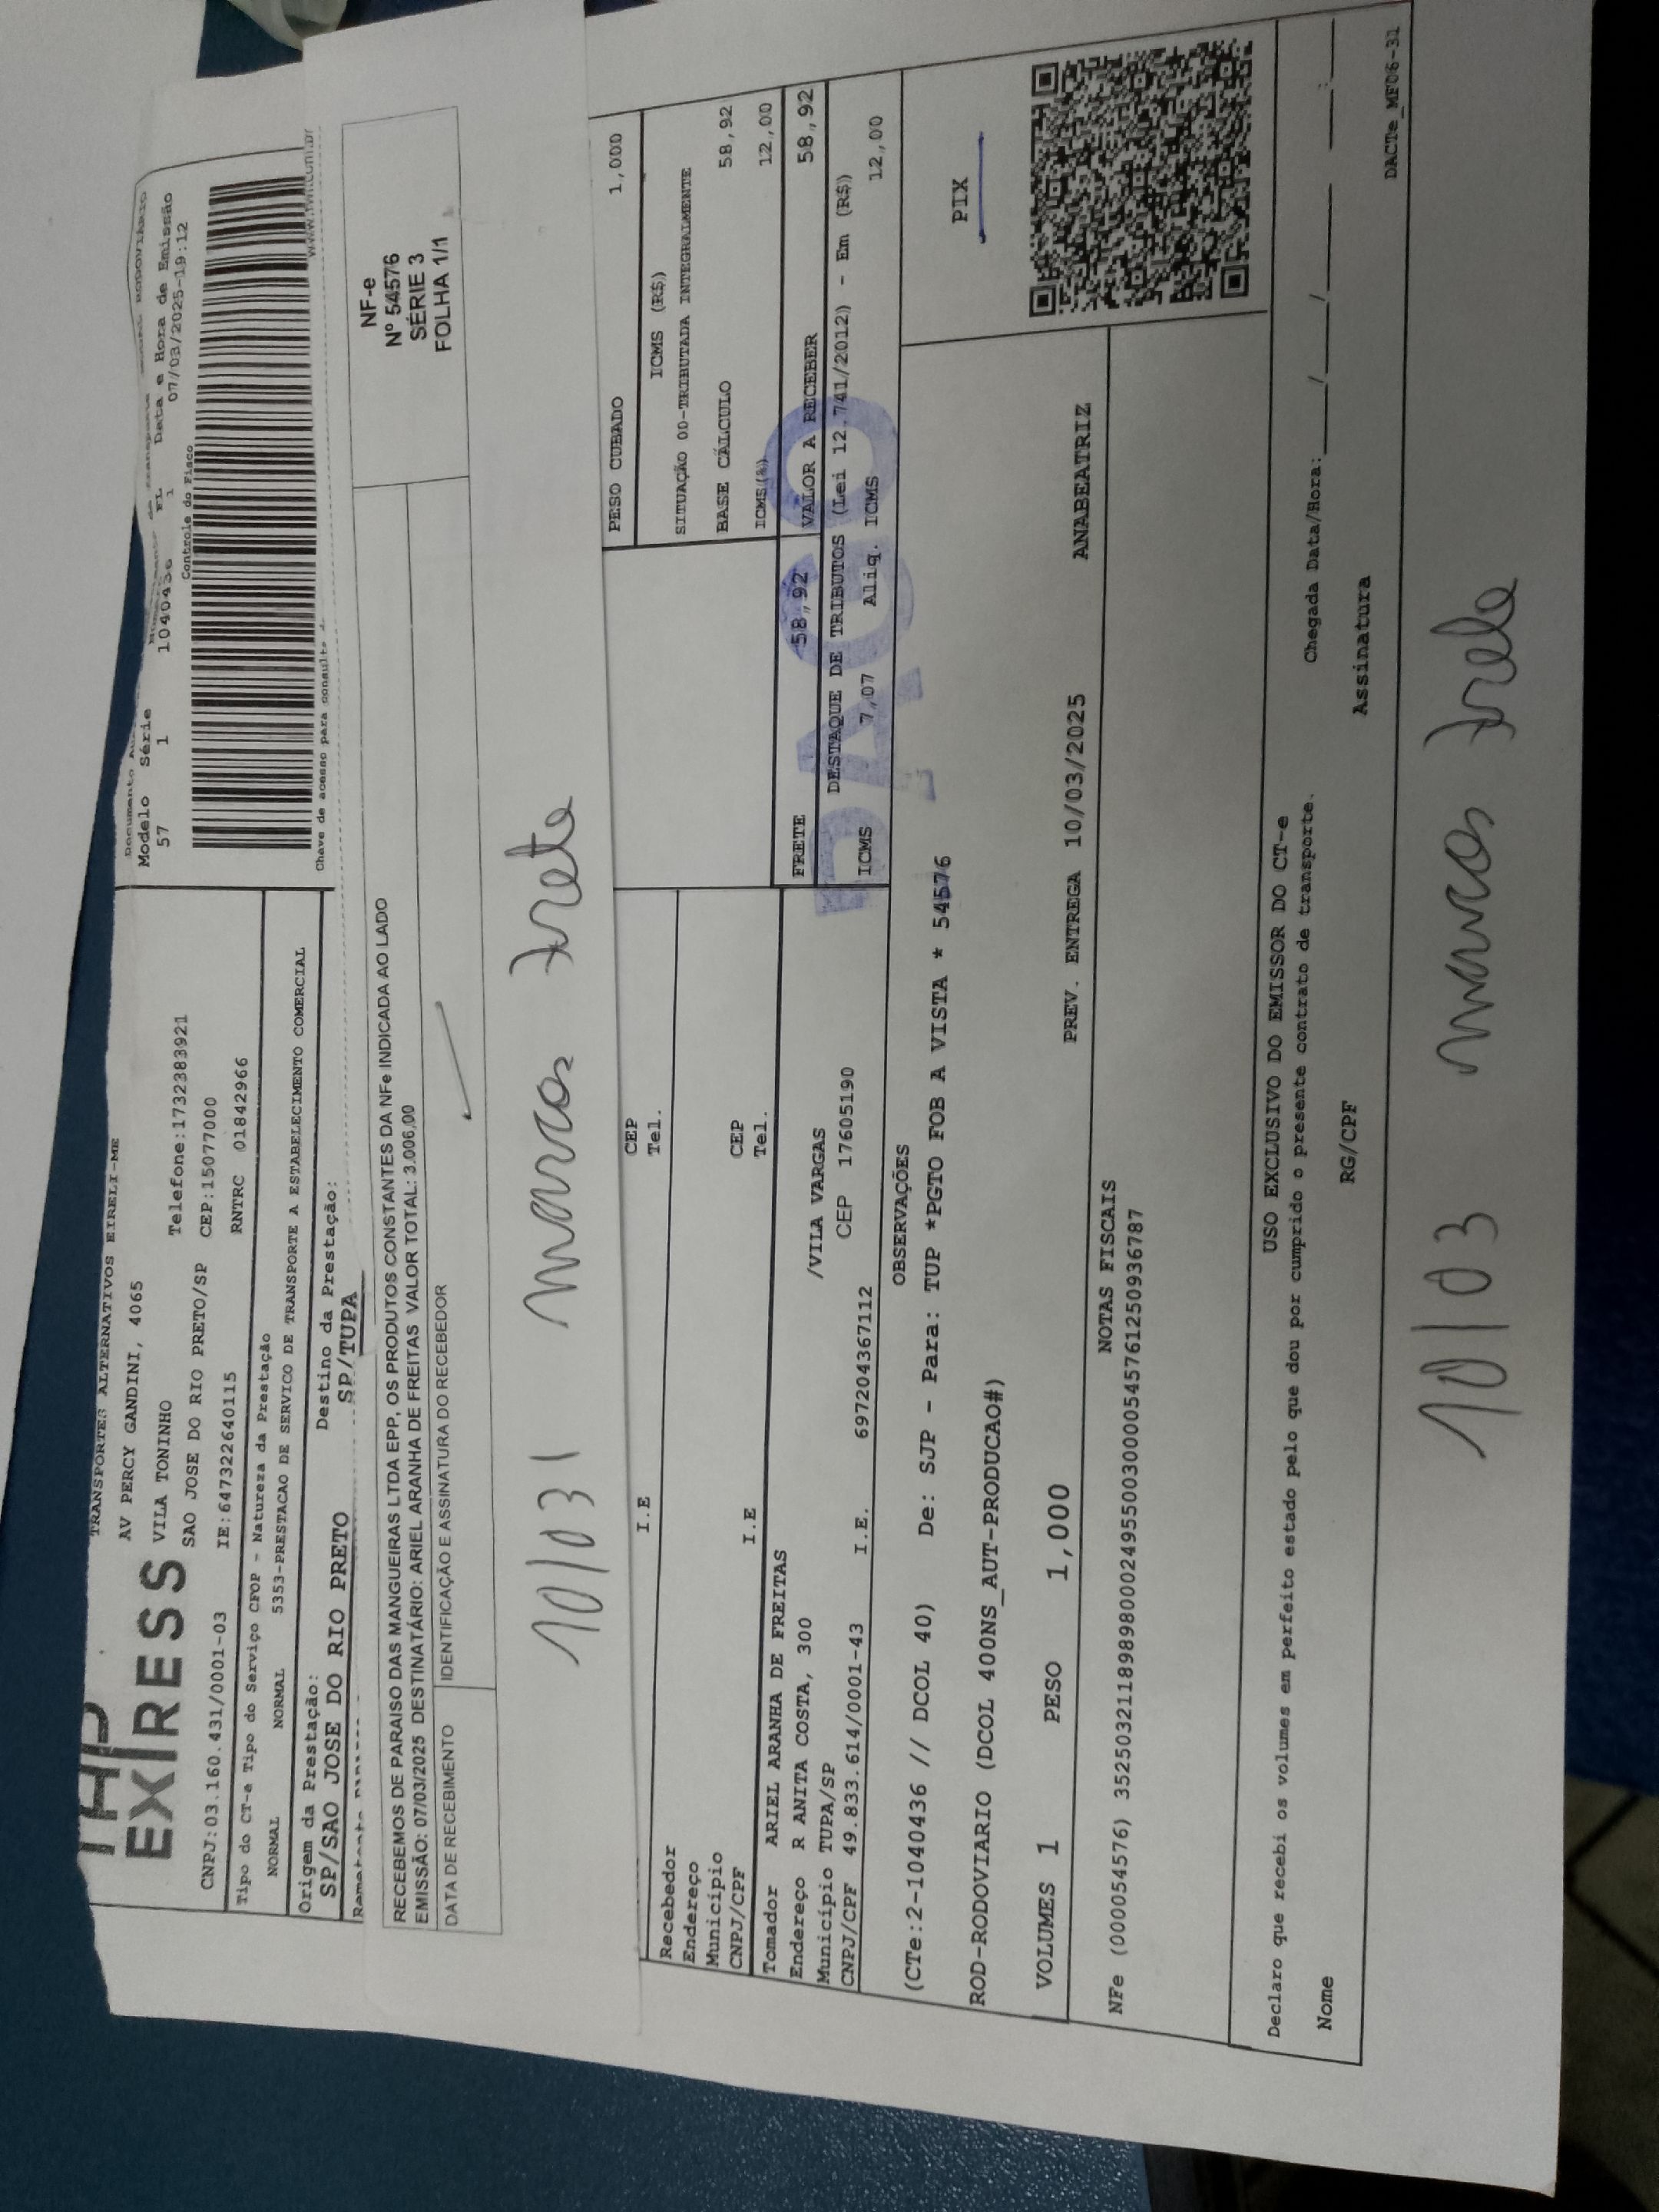 TRANSPORTES ALTERNATIVOS EIRELI-ME
AV PERCY GANDINI, 4065
EXPRESS
VILA TONINHO
Telefone:1732383921
SAO JOSE DO RIO PRETO/SP
CEP:15077000
CNPJ:03.160.431/0001-03
IE:647322640115
RNTRC 01842966
Modelo Série FL Data e Hora de Emissão
57 1 1040436 1 07/03/2025-19:12
Controle do Fisco
Chave de acesso para consulta
Tipo do CT-e Tipo do Serviço CFOP - Natureza da Prestação
NORMAL NORMAL 5353-PRESTACAO DE SERVICO DE TRANSPORTE A ESTABELECIMENTO COMERCIAL
Origem da Prestação:
SP/SAO JOSE DO RIO PRETO
Destino da Prestação:
SP/TUPA
RECEBEMOS DE PARAISO DAS MANGUEIRAS LTDA EPP, OS PRODUTOS CONSTANTES DA NFe INDICADA AO LADO
EMISSÃO: 07/03/2025 DESTINATÁRIO: ARIEL ARANHA DE FREITAS VALOR TOTAL: 3.006,00
DATA DE RECEBIMENTO
IDENTIFICAÇÃO E ASSINATURA DO RECEBEDOR
NF-e
Nº 54576
SÉRIE 3
FOLHA 1/1
10/03/ marcos frete
PESO CUBADO 1,000
Recebedor
Endereço I.E CEP
Município Tel.
CNPJ/CPF I.E CEP
Tel.
ICMS (R$)
SITUAÇÃO 00-TRIBUTADA INTEGRALMENTE
BASE CÁLCULO 58,92
ICMS(%) 12,00
Tomador ARIEL ARANHA DE FREITAS
Endereço R ANITA COSTA, 300 /VILA VARGAS
Município TUPA/SP CEP 17605190
CNPJ/CPF 49.833.614/0001-43 I.E. 697204367112
FRETE 58,92 VALOR A RECEBER 58,92
DESTAQUE DE TRIBUTOS (Lei 12.741/2012) - Em (R$)
ICMS 7,07 Aliq. ICMS 12,00
PAGO
OBSERVAÇÕES
(CTe:2-1040436 // DCOL 40) De: SJP - Para: TUP *PGTO FOB A VISTA * 54576
PIX
ROD-RODOVIARIO (DCOL 400NS_AUT-PRODUCAO#)
VOLUMES 1 PESO 1,000 PREV. ENTREGA 10/03/2025 ANABEATRIZ
NOTAS FISCAIS
NFe (000054576) 35250321189898000249550030000545761250936787
USO EXCLUSIVO DO EMISSOR DO CT-e
Declaro que recebi os volumes em perfeito estado pelo que dou por cumprido o presente contrato de transporte.
Nome RG/CPF Assinatura Chegada Data/Hora:____/____/____ ___:___
DACTe_MF06-31
10/03 marcos frete